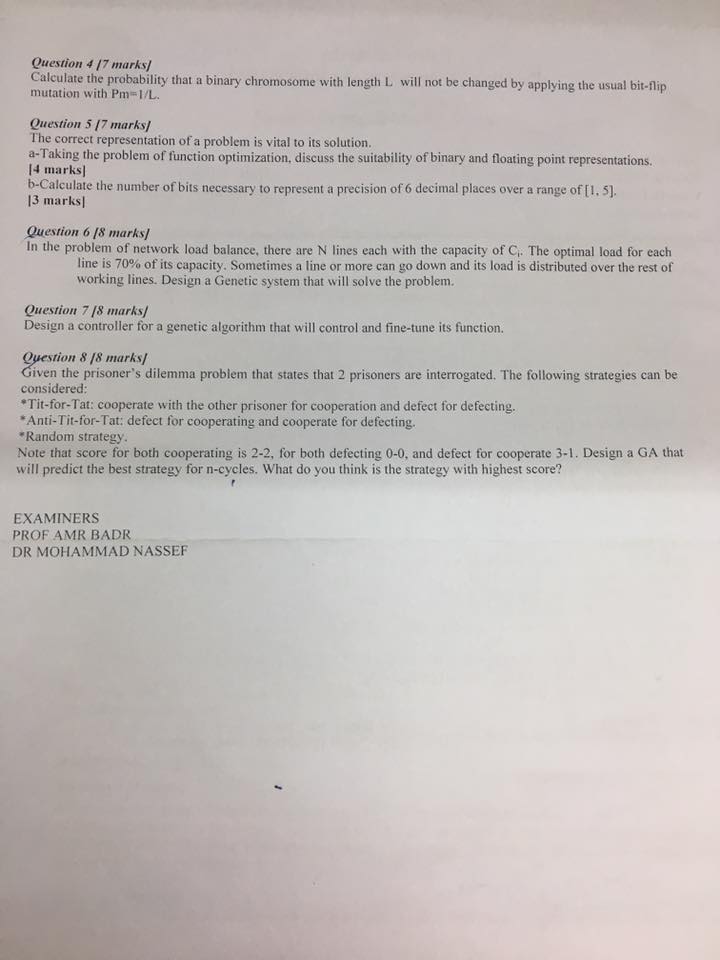 Question 4 [7 marks]
Calculate the probability that a binary chromosome with length L will not be changed by applying the usual bit-flip
mutation with Pm=1/L.
Question 5 [7 marks]
The correct representation of a problem is vital to its solution.
a-Taking the problem of function optimization, discuss the suitability of binary and floating point representations.
[4 marks]
b-Calculate the number of bits necessary to represent a precision of 6 decimal places over a range of [1, 5].
[3 marks]
Question 6 [8 marks]
In the problem of network load balance, there are N lines each with the capacity of Ci. The optimal load for each
line is 70% of its capacity. Sometimes a line or more can go down and its load is distributed over the rest of
working lines. Design a Genetic system that will solve the problem.
Question 7 [8 marks]
Design a controller for a genetic algorithm that will control and fine-tune its function.
Question 8 [8 marks]
Given the prisoner's dilemma problem that states that 2 prisoners are interrogated. The following strategies can be
considered:
*Tit-for-Tat: cooperate with the other prisoner for cooperation and defect for defecting.
*Anti-Tit-for-Tat: defect for cooperating and cooperate for defecting.
*Random strategy.
Note that score for both cooperating is 2-2, for both defecting 0-0, and defect for cooperate 3-1. Design a GA that
will predict the best strategy for n-cycles. What do you think is the strategy with highest score?
EXAMINERS
PROF AMR BADR
DR MOHAMMAD NASSEF